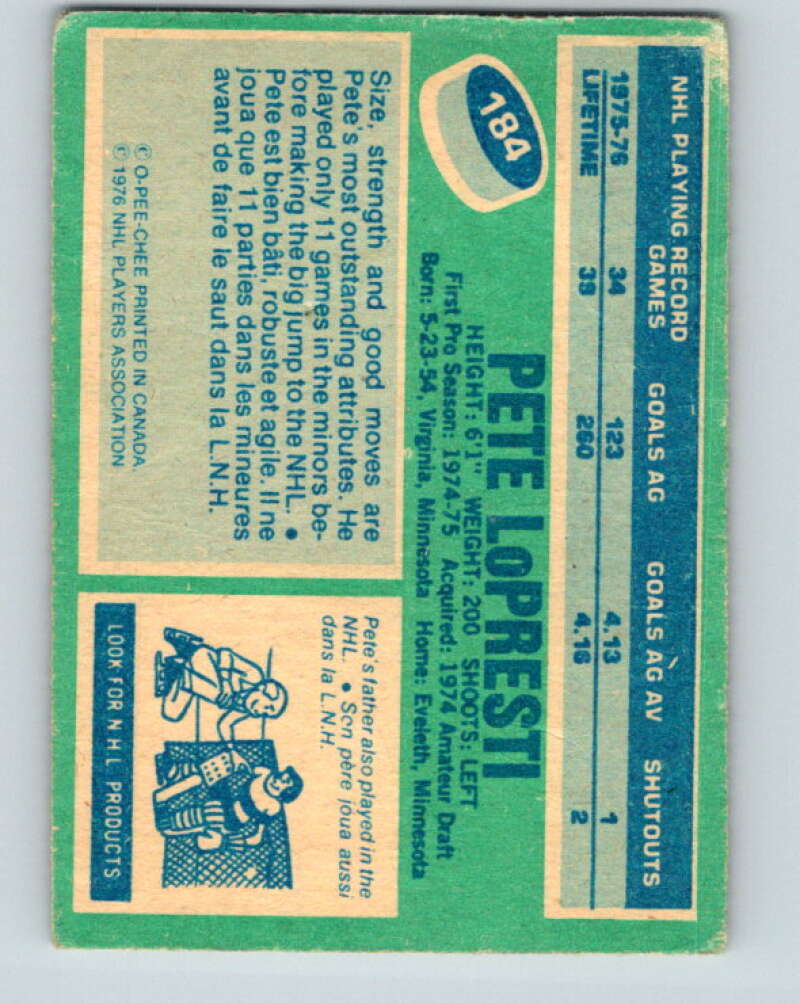 NHL PLAYING RECORD
GAMES GOALS AG GOALS AG AV SHUTOUTS
1975-76 34 123 4.13 1
LIFETIME 39 260 4.16 2
184
PETE LoPRESTI
HEIGHT: 6'1" WEIGHT: 200 SHOOTS: LEFT
First Pro Season: 1974-75 Acquired: 1974 Amateur Draft
Born: 5-23-54, Virginia, Minnesota Home: Eveleth, Minnesota
Size, strength and good moves are
Pete's most outstanding attributes. He
played only 11 games in the minors be-
fore making the big jump to the NHL. •
Pete est bien bâti, robuste et agile. Il ne
joua que 11 parties dans les mineures
avant de faire le saut dans la L.N.H.
© O-PEE-CHEE PRINTED IN CANADA
© 1976 NHL PLAYERS ASSOCIATION
Pete's father also played in the
NHL. • Son père joua aussi
dans la L.N.H.
LOOK FOR NHL PRODUCTS